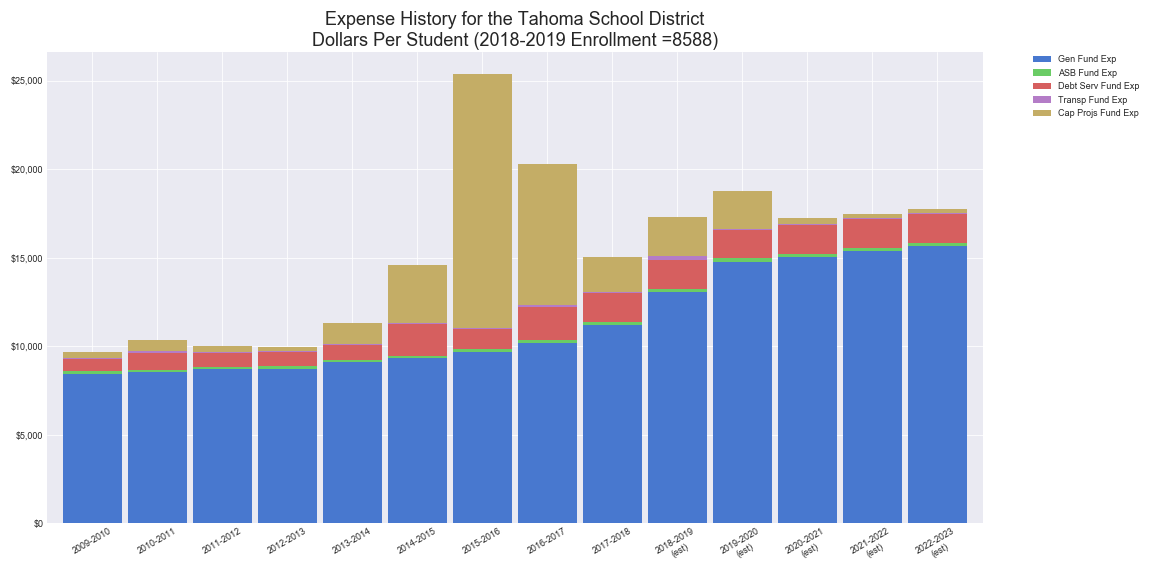 Expense History for the Tahoma School District
Dollars Per Student (2018-2019 Enrollment =8588)
Gen Fund Exp
ASB Fund Exp
Debt Serv Fund Exp
Transp Fund Exp
Cap Projs Fund Exp
$25,000
$20,000
$15,000
$10,000
$5,000
$0
2009-2010
2010-2011
2011-2012
2012-2013
2013-2014
2014-2015
2015-2016
2016-2017
2017-2018
2018-2019
(est)
2019-2020
(est)
2020-2021
(est)
2021-2022
(est)
2022-2023
(est)